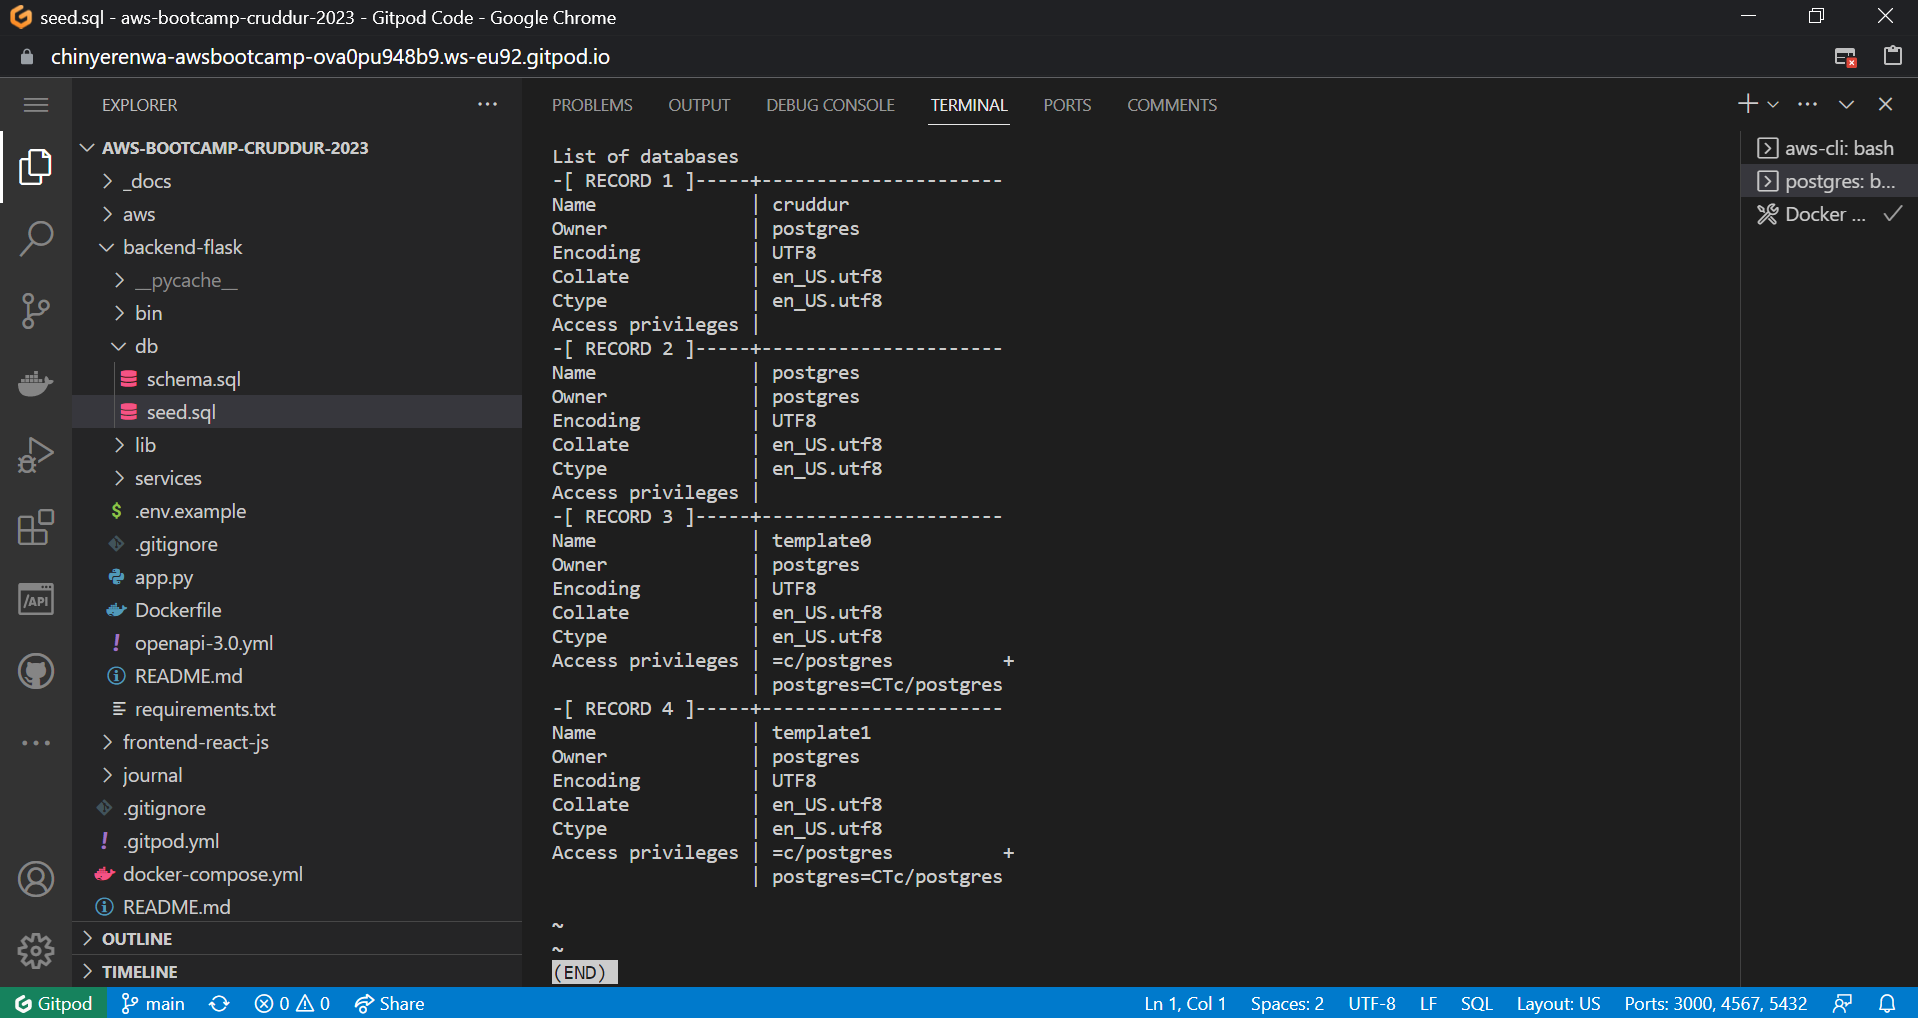 seed.sql - aws-bootcamp-cruddur-2023 - Gitpod Code - Google Chrome
chinyerenwa-awsbootcamp-ova0pu948b9.ws-eu92.gitpod.io
EXPLORER
AWS-BOOTCAMP-CRUDDUR-2023
_docs
aws
backend-flask
__pycache__
bin
db
schema.sql
seed.sql
lib
services
$ .env.example
.gitignore
app.py
Dockerfile
! openapi-3.0.yml
README.md
requirements.txt
frontend-react-js
journal
.gitignore
! .gitpod.yml
docker-compose.yml
README.md
OUTLINE
TIMELINE
/API
PROBLEMS OUTPUT DEBUG CONSOLE TERMINAL PORTS COMMENTS
List of databases
-[ RECORD 1 ]-----+----------------------
Name              | cruddur
Owner             | postgres
Encoding          | UTF8
Collate           | en_US.utf8
Ctype             | en_US.utf8
Access privileges |
-[ RECORD 2 ]-----+----------------------
Name              | postgres
Owner             | postgres
Encoding          | UTF8
Collate           | en_US.utf8
Ctype             | en_US.utf8
Access privileges |
-[ RECORD 3 ]-----+----------------------
Name              | template0
Owner             | postgres
Encoding          | UTF8
Collate           | en_US.utf8
Ctype             | en_US.utf8
Access privileges | =c/postgres          +
                  | postgres=CTc/postgres
-[ RECORD 4 ]-----+----------------------
Name              | template1
Owner             | postgres
Encoding          | UTF8
Collate           | en_US.utf8
Ctype             | en_US.utf8
Access privileges | =c/postgres          +
                  | postgres=CTc/postgres
~
~
(END)
aws-cli: bash
postgres: b...
Docker ...
Gitpod main 0 0 Share Ln 1, Col 1 Spaces: 2 UTF-8 LF SQL Layout: US Ports: 3000, 4567, 5432